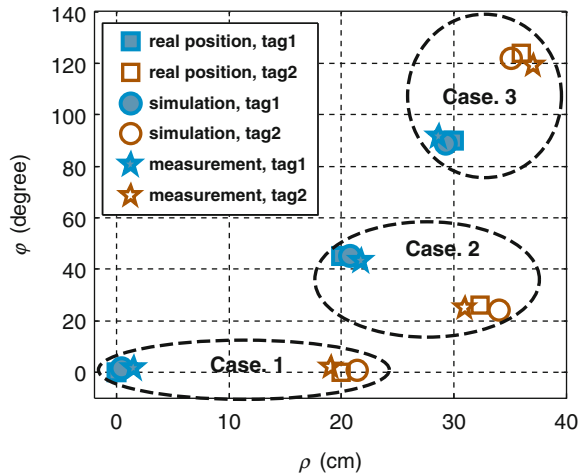 140
120
100
80
60
40
20
0
φ (degree)
real position, tag1
real position, tag2
simulation, tag1
simulation, tag2
measurement, tag1
measurement, tag2
Case. 3
Case. 2
Case. 1
0 10 20 30 40
ρ (cm)